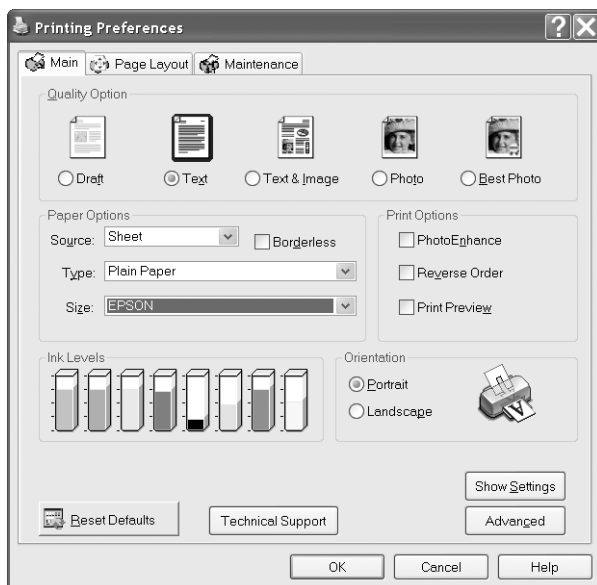 Printing Preferences
Main Page Layout Maintenance
Quality Option
Draft Text Text & Image Photo Best Photo
Paper Options
Source: Sheet Borderless
Type: Plain Paper
Size: EPSON
Print Options
PhotoEnhance
Reverse Order
Print Preview
Ink Levels
Orientation
Portrait
Landscape
A
Show Settings
Reset Defaults Technical Support Advanced
OK Cancel Help